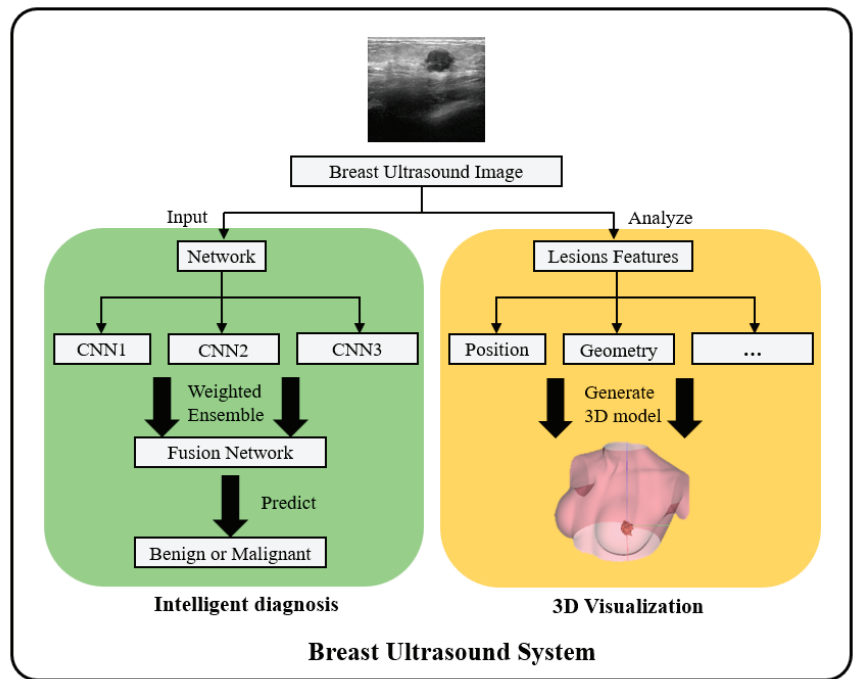 Breast Ultrasound Image
Input
Analyze
Network
Lesions Features
CNN1
CNN2
CNN3
Position
Geometry
...
Weighted
Ensemble
Generate
3D model
Fusion Network
Predict
Benign or Malignant
Intelligent diagnosis
3D Visualization
Breast Ultrasound System